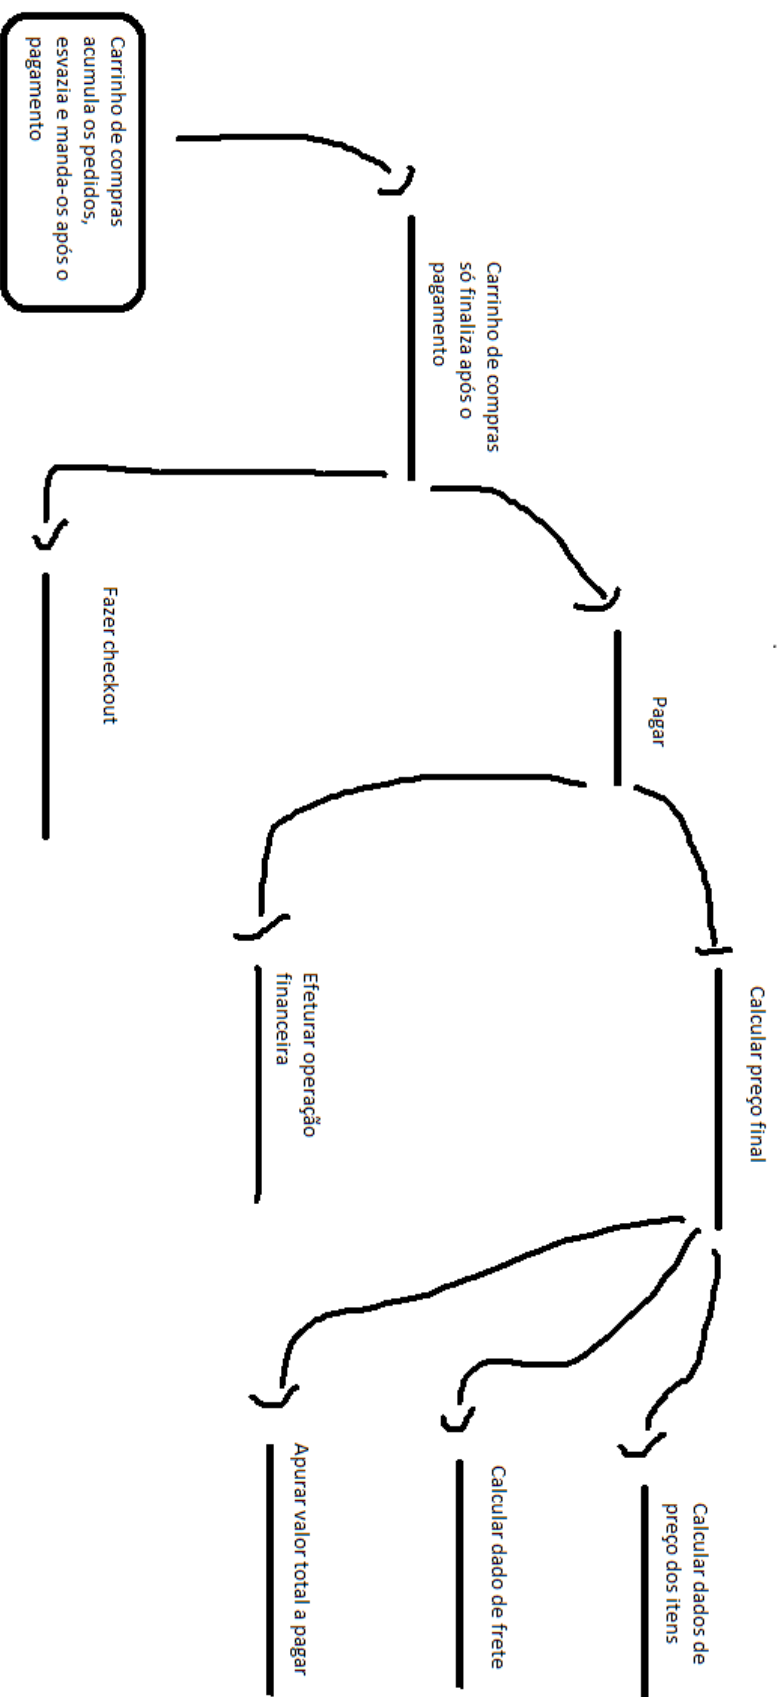 Carrinho de compras
acumula os pedidos,
esvazia e manda-os após o
pagamento
Carrinho de compras
só finaliza após o
pagamento
Fazer checkout
Pagar
Efeturar operação
financeira
Calcular preço final
Calcular dados de
preço dos itens
Calcular dado de frete
Apurar valor total a pagar